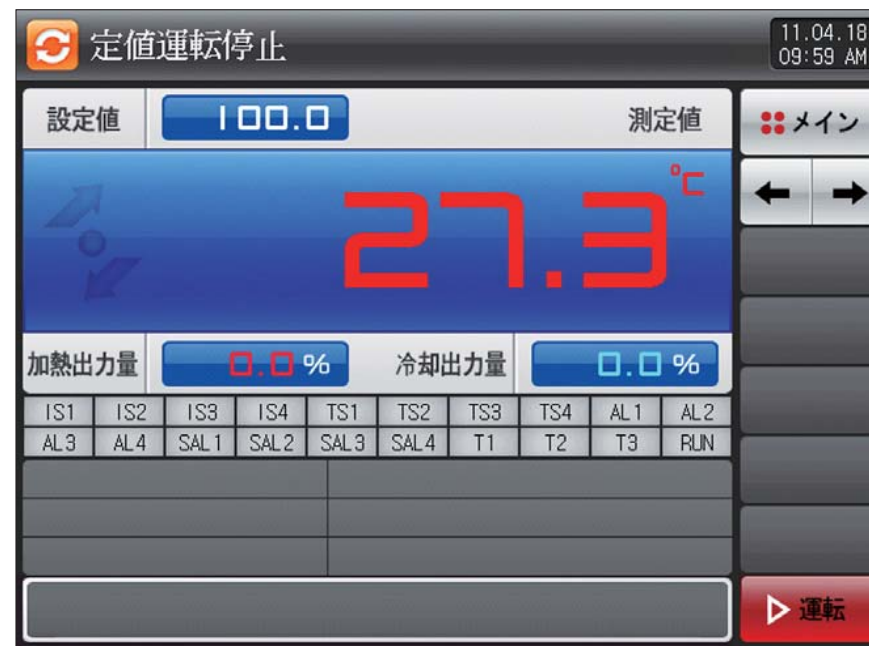 定値運転停止
11.04.18
09:59 AM
設定値 100.0 測定値
メイン
27.3 ℃
加熱出力量 0.0 % 冷却出力量 0.0 %
IS1 IS2 IS3 IS4 TS1 TS2 TS3 TS4 AL1 AL2
AL3 AL4 SAL1 SAL2 SAL3 SAL4 T1 T2 T3 RUN
運転